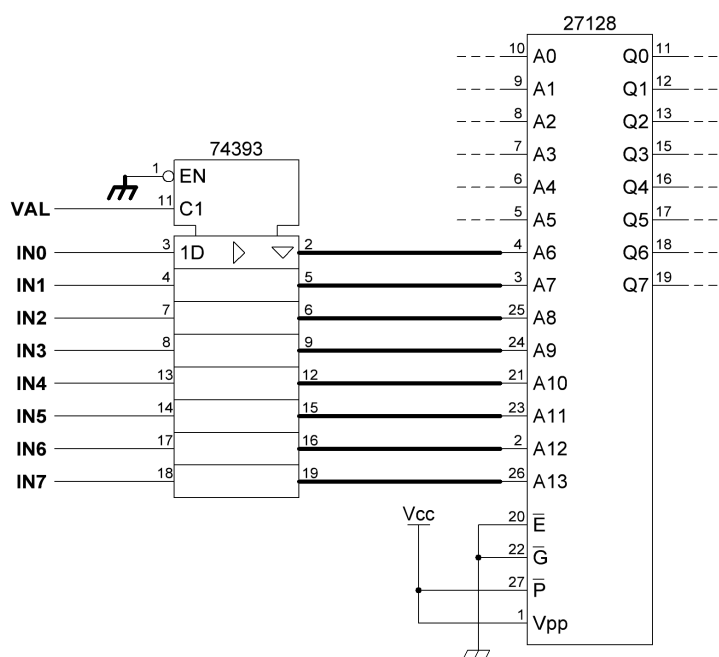 27128
10 A0 Q0 11
9 A1 Q1 12
8 A2 Q2 13
7 A3 Q3 15
6 A4 Q4 16
5 A5 Q5 17
4 A6 Q6 18
3 A7 Q7 19
25 A8
24 A9
21 A10
23 A11
2 A12
26 A13
20 E̅
22 G̅
27 P̅
1 Vpp
Vcc
74393
1 EN
VAL 11 C1
IN0 3 1D 2
IN1 4 5
IN2 7 6
IN3 8 9
IN4 13 12
IN5 14 15
IN6 17 16
IN7 18 19